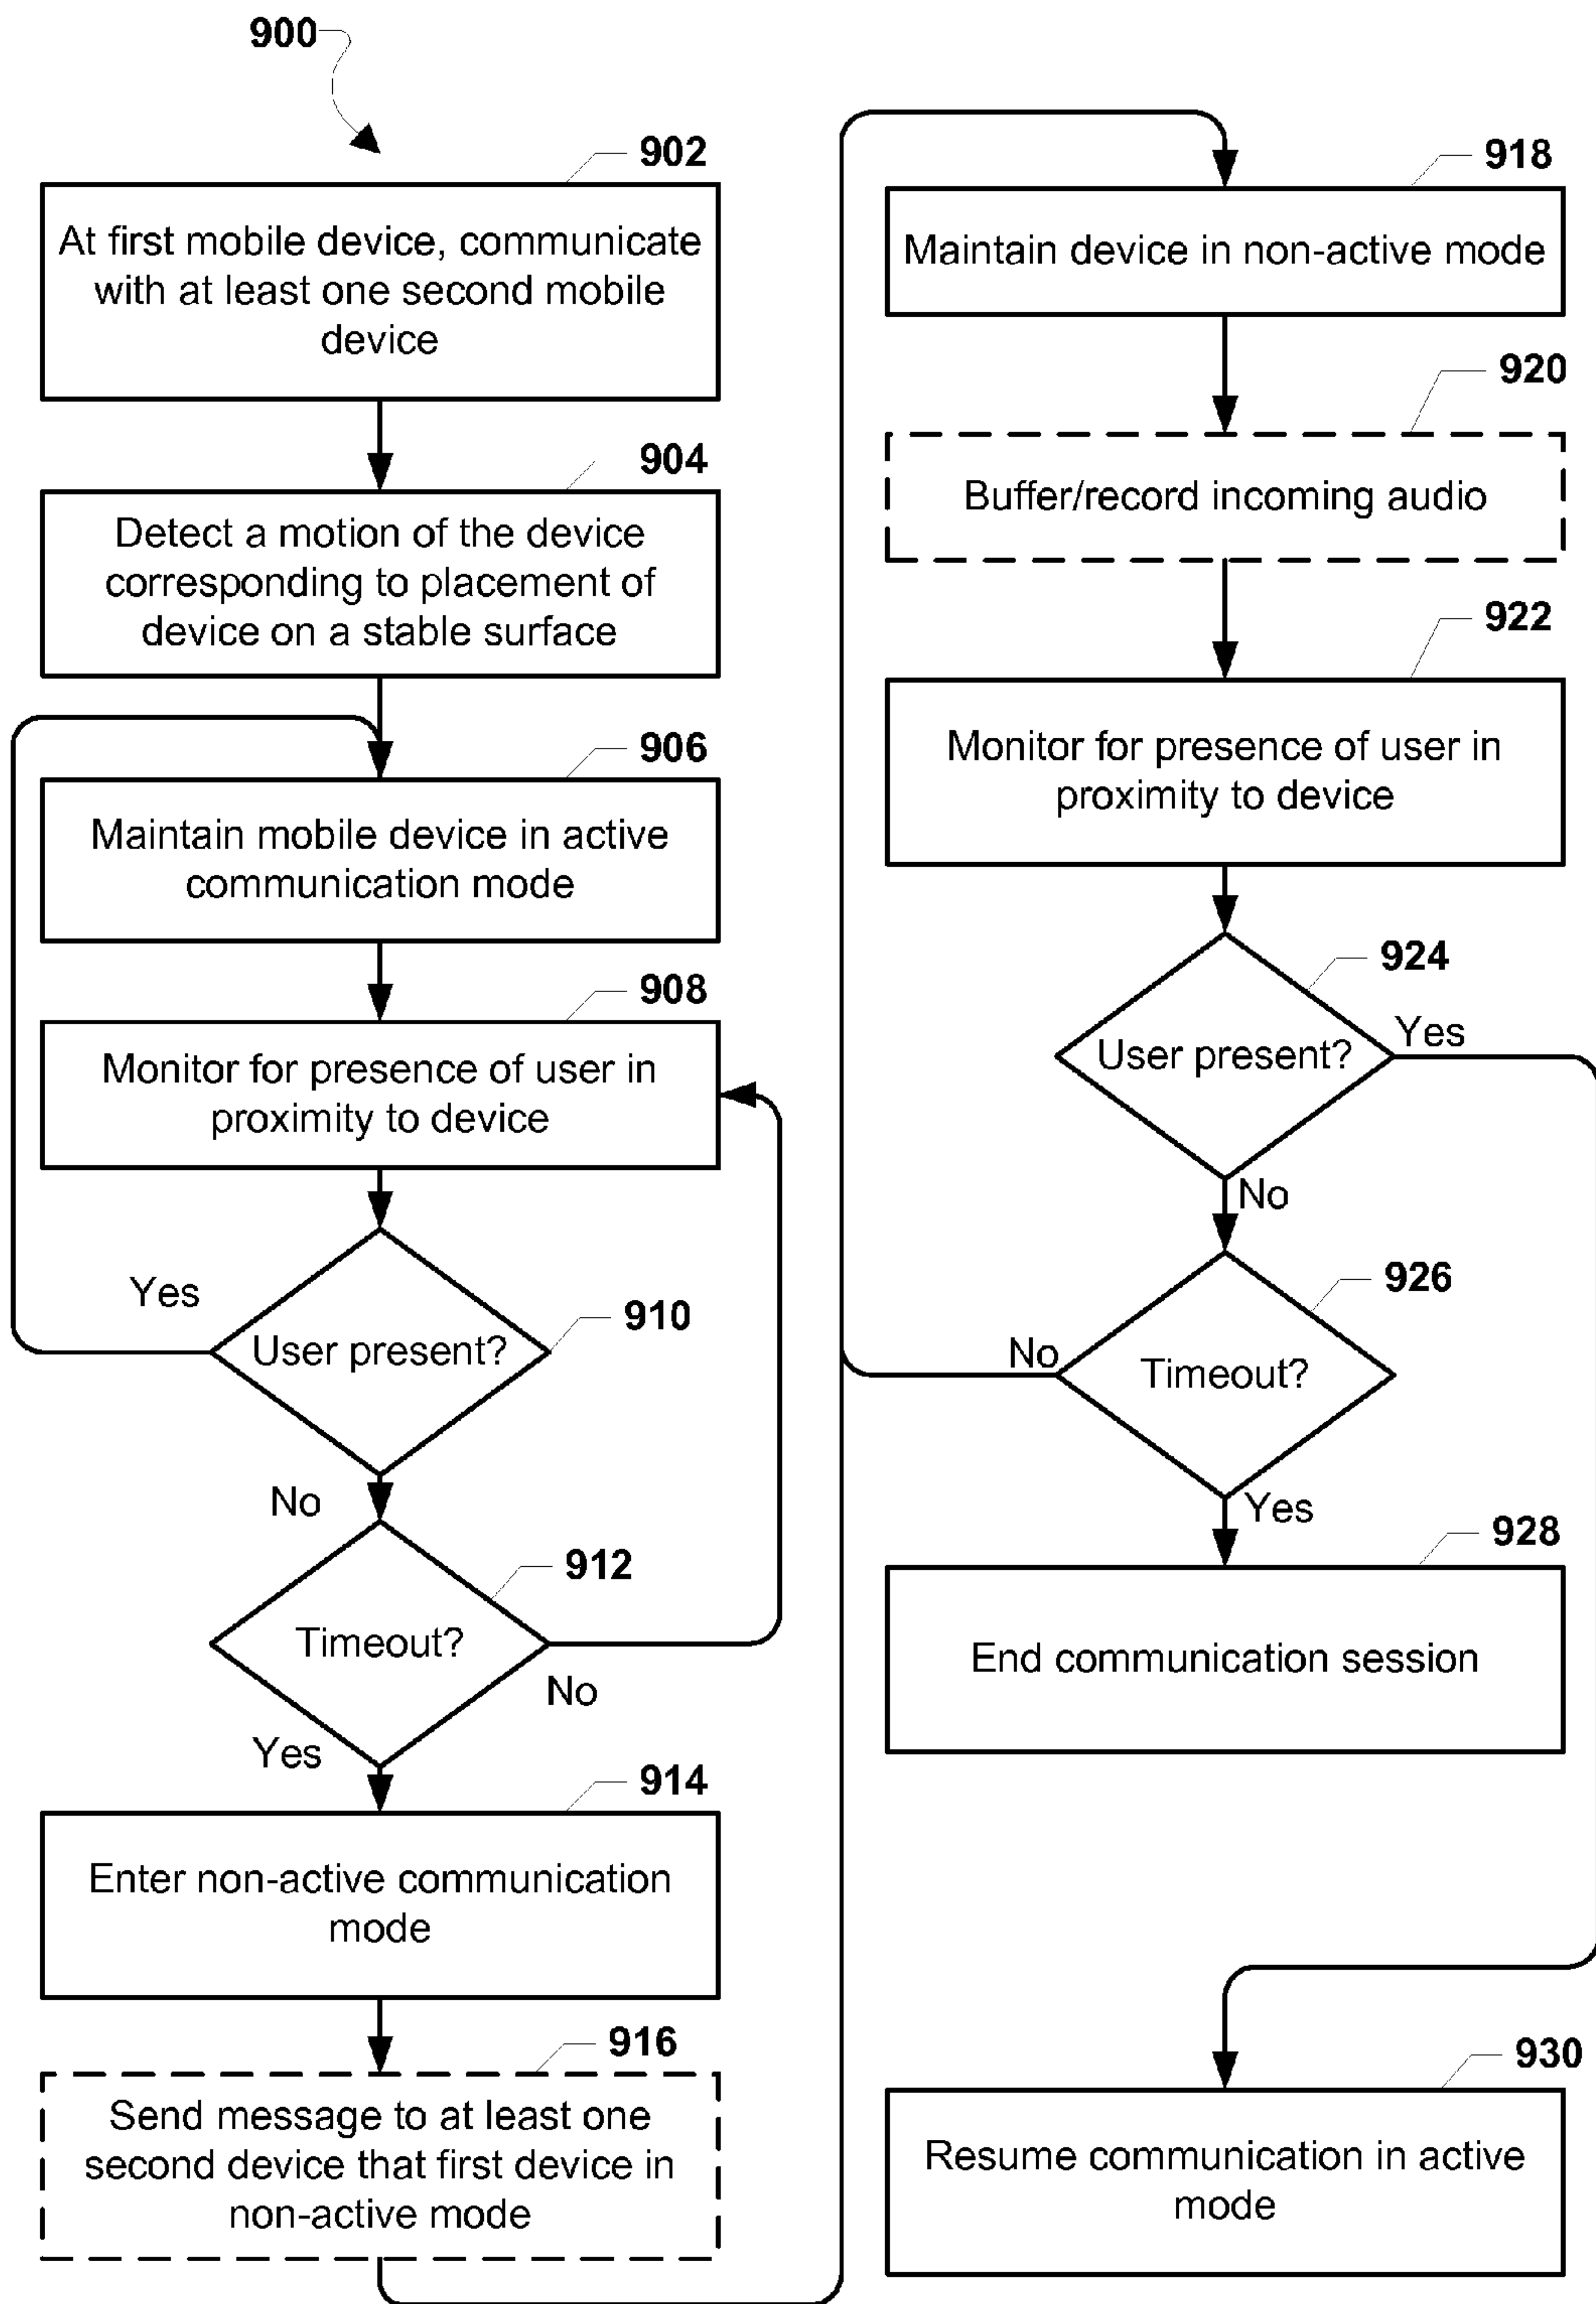 900
902
At first mobile device, communicate
with at least one second mobile
device
904
Detect a motion of the device
corresponding to placement of
device on a stable surface
906
Maintain mobile device in active
communication mode
908
Monitor for presence of user in
proximity to device
Yes
User present?
910
No
912
Timeout?
No
Yes
914
Enter non-active communication
mode
916
Send message to at least one
second device that first device in
non-active mode
918
Maintain device in non-active mode
920
Buffer/record incoming audio
922
Monitor for presence of user in
proximity to device
924
User present?
Yes
No
926
No
Timeout?
Yes
928
End communication session
930
Resume communication in active
mode